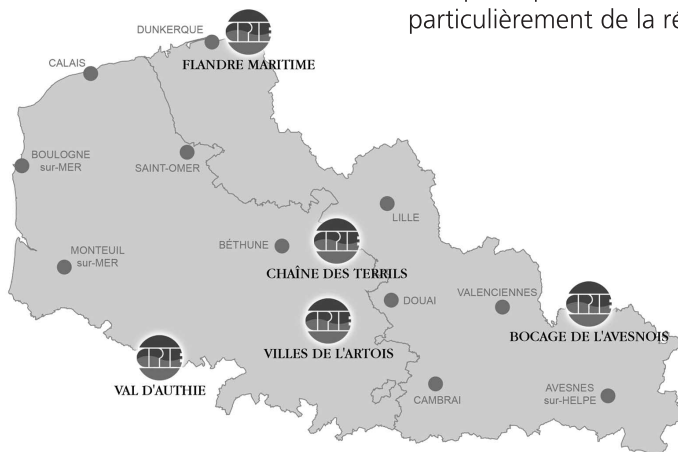 particulièrement de la ré
DUNKERQUE
FLANDRE MARITIME
CALAIS
BOULOGNE
sur-MER
SAINT-OMER
LILLE
BÉTHUNE
MONTEUIL
sur-MER
CHAÎNE DES TERRILS
DOUAI
VALENCIENNES
BOCAGE DE L'AVESNOIS
VILLES DE L'ARTOIS
VAL D'AUTHIE
CAMBRAI
AVESNES
sur-HELPE